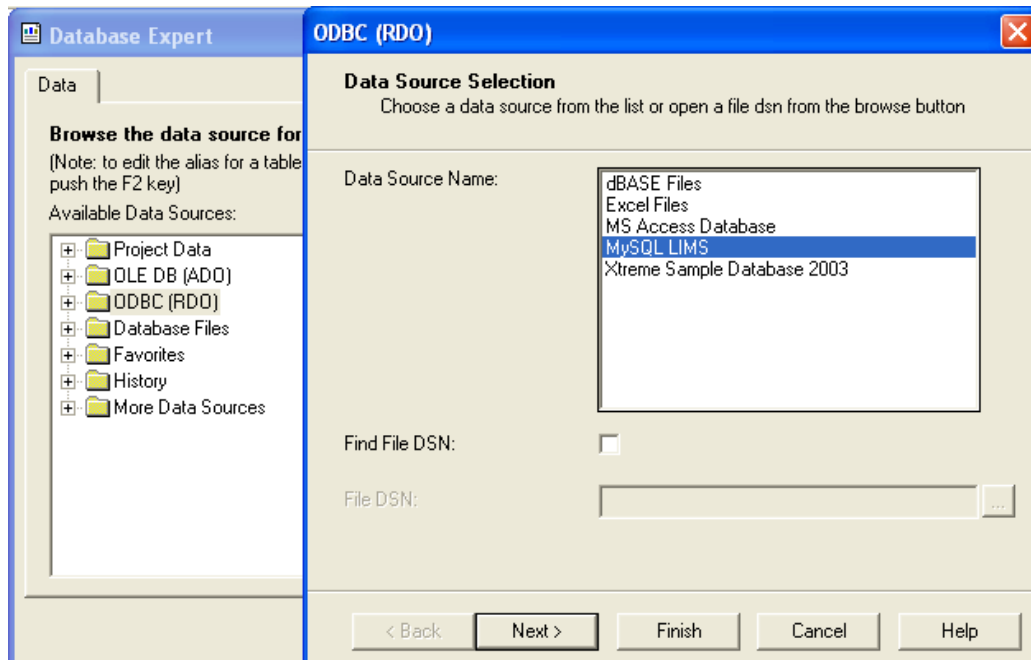 Database Expert
Data
Browse the data source for
(Note: to edit the alias for a table
push the F2 key)
Available Data Sources:
Project Data
OLE DB (ADO)
ODBC (RDO)
Database Files
Favorites
History
More Data Sources
ODBC (RDO)
Data Source Selection
Choose a data source from the list or open a file dsn from the browse button
Data Source Name:
dBASE Files
Excel Files
MS Access Database
MySQL LIMS
Xtreme Sample Database 2003
Find File DSN:
File DSN:
...
< Back
Next >
Finish
Cancel
Help